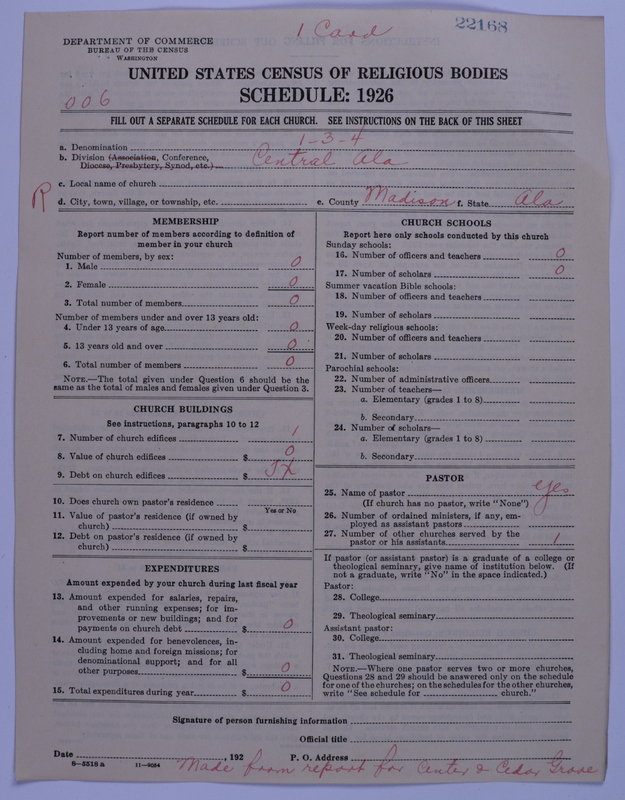 1 Card
22168
DEPARTMENT OF COMMERCE
BUREAU OF THE CENSUS
WASHINGTON
UNITED STATES CENSUS OF RELIGIOUS BODIES
006
SCHEDULE: 1926
FILL OUT A SEPARATE SCHEDULE FOR EACH CHURCH. SEE INSTRUCTIONS ON THE BACK OF THIS SHEET
a. Denomination 1-3-4
b. Division (Association, Conference, Diocese, Presbytery, Synod, etc.) Central Ala
c. Local name of church
R
d. City, town, village, or township, etc. e. County Madison f. State Ala
MEMBERSHIP
Report number of members according to definition of
member in your church
Number of members, by sex:
1. Male 0
2. Female 0
3. Total number of members 0
Number of members under and over 13 years old:
4. Under 13 years of age 0
5. 13 years old and over 0
6. Total number of members 0
NOTE.—The total given under Question 6 should be the
same as the total of males and females given under Question 3.
CHURCH BUILDINGS
See instructions, paragraphs 10 to 12
7. Number of church edifices 1
8. Value of church edifices $ 0
9. Debt on church edifices $
10. Does church own pastor's residence
Yes or No
11. Value of pastor's residence (if owned by
church) $
12. Debt on pastor's residence (if owned by
church) $
EXPENDITURES
Amount expended by your church during last fiscal year
13. Amount expended for salaries, repairs,
and other running expenses; for im-
provements or new buildings; and for
payments on church debt $ 0
14. Amount expended for benevolences, in-
cluding home and foreign missions; for
denominational support; and for all
other purposes $ 0
15. Total expenditures during year $ 0
CHURCH SCHOOLS
Report here only schools conducted by this church
Sunday schools:
16. Number of officers and teachers 0
17. Number of scholars 0
Summer vacation Bible schools:
18. Number of officers and teachers
19. Number of scholars
Week-day religious schools:
20. Number of officers and teachers
21. Number of scholars
Parochial schools:
22. Number of administrative officers
23. Number of teachers—
a. Elementary (grades 1 to 8)
b. Secondary
24. Number of scholars—
a. Elementary (grades 1 to 8)
b. Secondary
PASTOR
25. Name of pastor yes
(If church has no pastor, write "None")
26. Number of ordained ministers, if any, em-
ployed as assistant pastors
27. Number of other churches served by the
pastor or his assistants 1
If pastor (or assistant pastor) is a graduate of a college or
theological seminary, give name of institution below. (If
not a graduate, write "No" in the space indicated.)
Pastor:
28. College
29. Theological seminary
Assistant pastor:
30. College
31. Theological seminary
NOTE.—Where one pastor serves two or more churches,
Questions 28 and 29 should be answered only on the schedule
for one of the churches; on the schedules for the other churches,
write "See schedule for church."
Signature of person furnishing information
Official title
Date , 192 P. O. Address
8—5518 a 11—9034 Made from report for Center & Cedar Grove